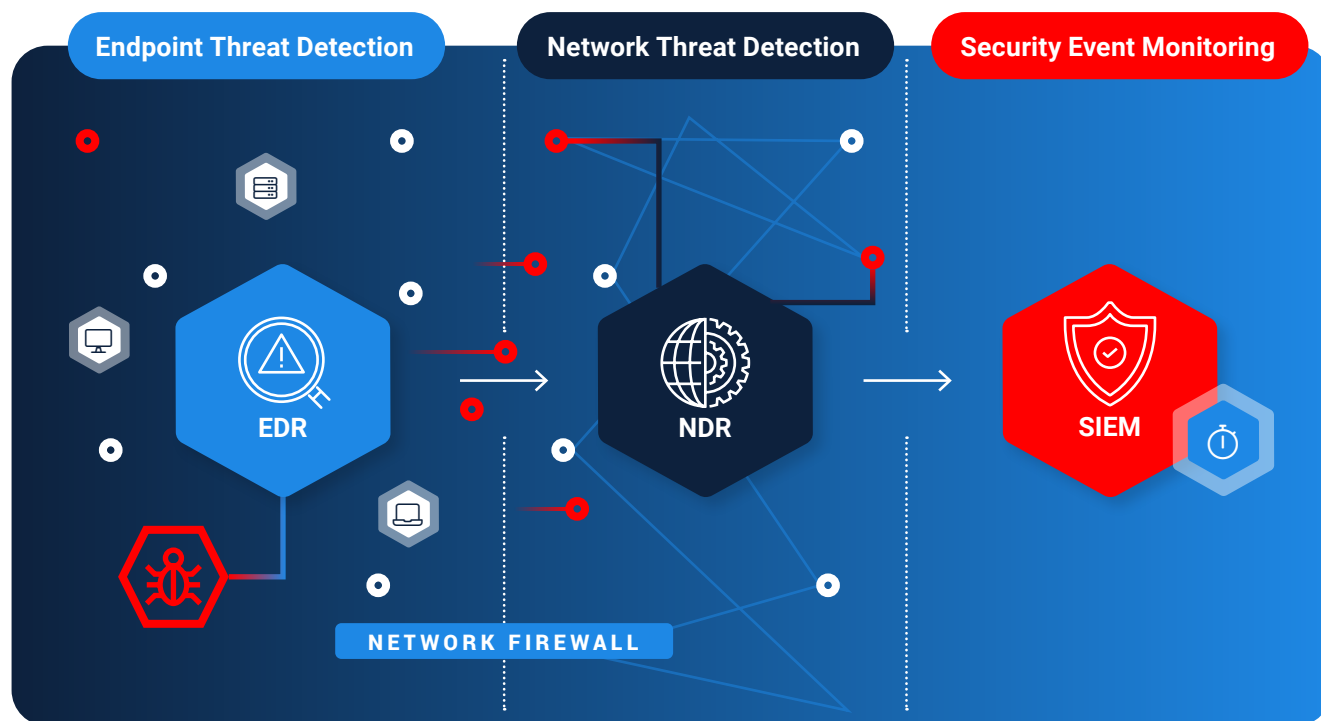 Endpoint Threat Detection
Network Threat Detection
Security Event Monitoring
EDR
NDR
SIEM
NETWORK FIREWALL